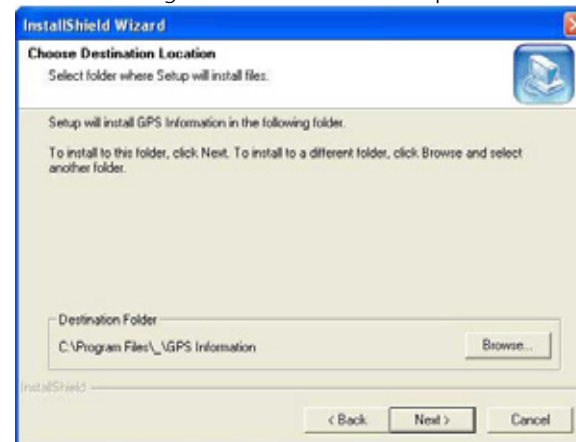 InstallShield Wizard
Choose Destination Location
Select folder where Setup will install files.
Setup will install GPS Information in the following folder.
To install to this folder, click Next. To install to a different folder, click Browse and select
another folder.
Destination Folder
C:\Program Files\_\GPS Information
Browse...
InstallShield
< Back
Next >
Cancel